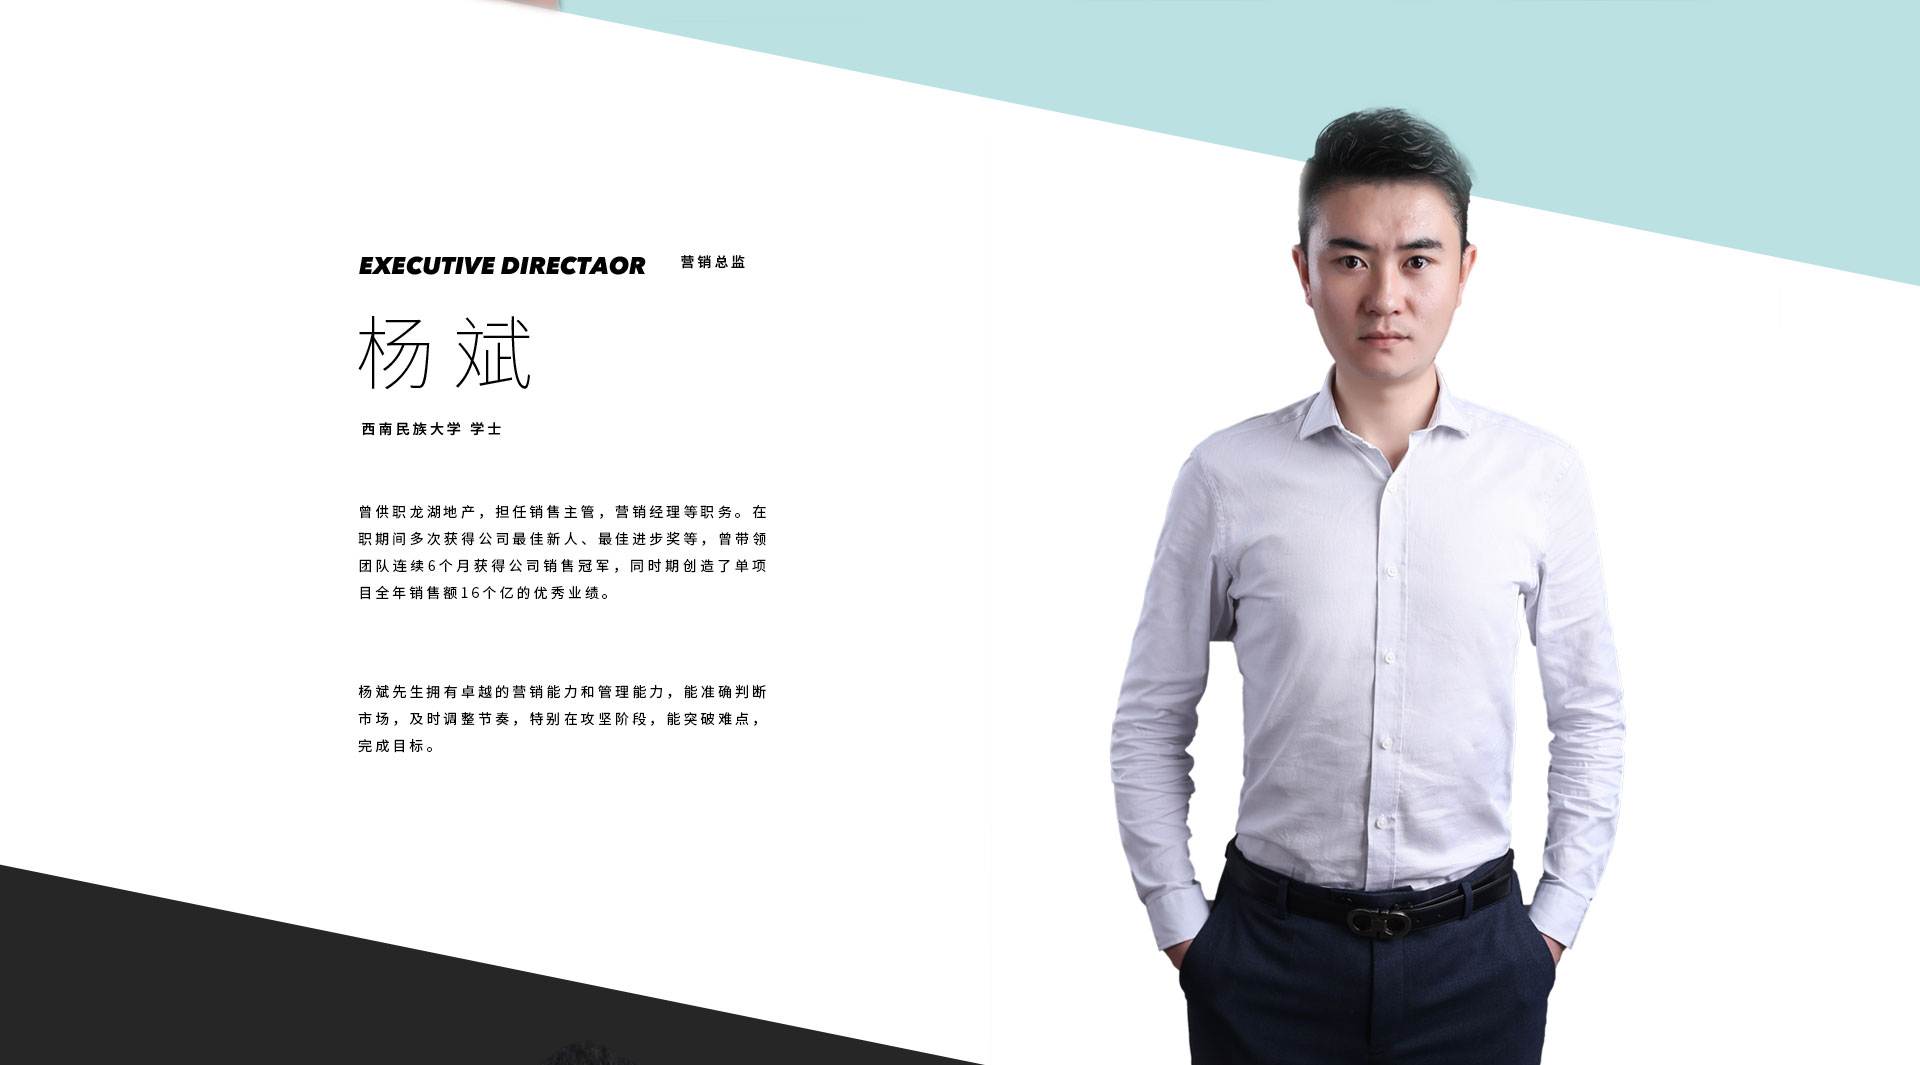 EXECUTIVE DIRECTAOR 营销总监
杨斌
西南民族大学 学士
曾供职龙湖地产，担任销售主管，营销经理等职务。在
职期间多次获得公司最佳新人、最佳进步奖等，曾带领
团队连续6个月获得公司销售冠军，同时期创造了单项
目全年销售额16个亿的优秀业绩。
杨斌先生拥有卓越的营销能力和管理能力，能准确判断
市场，及时调整节奏，特别在攻坚阶段，能突破难点，
完成目标。